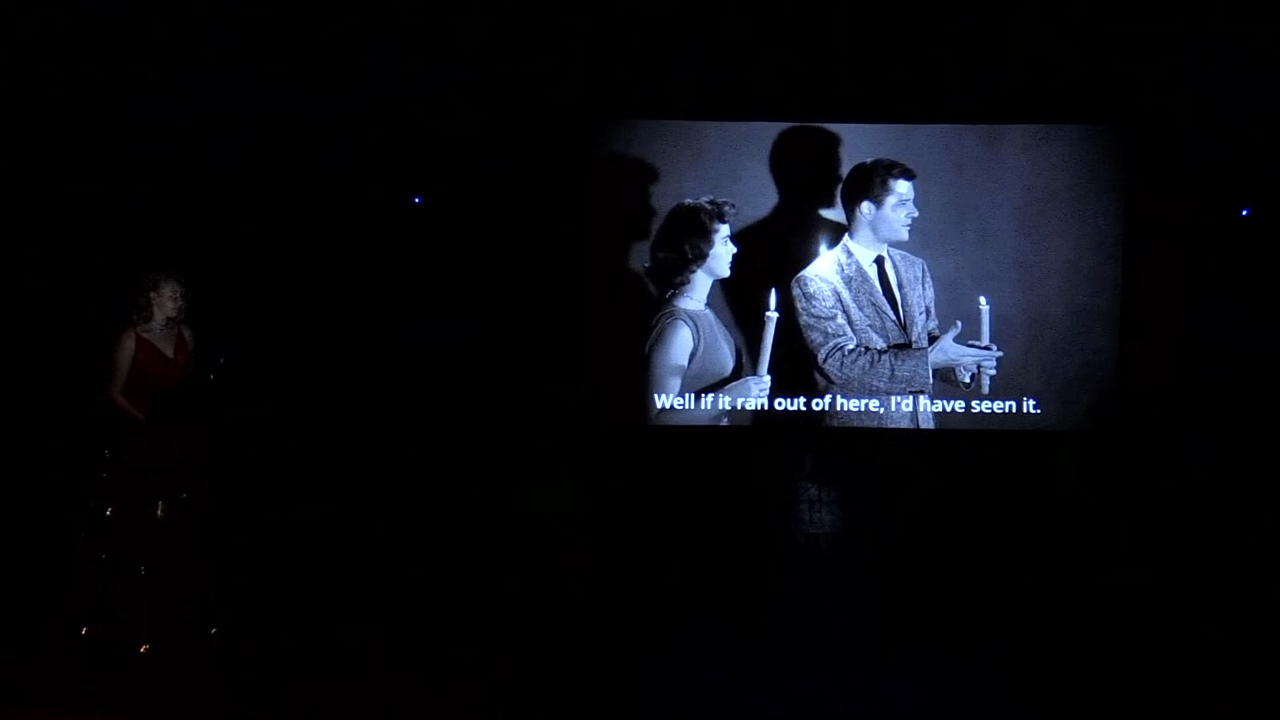 Well if it ran out of here, I'd have seen it.